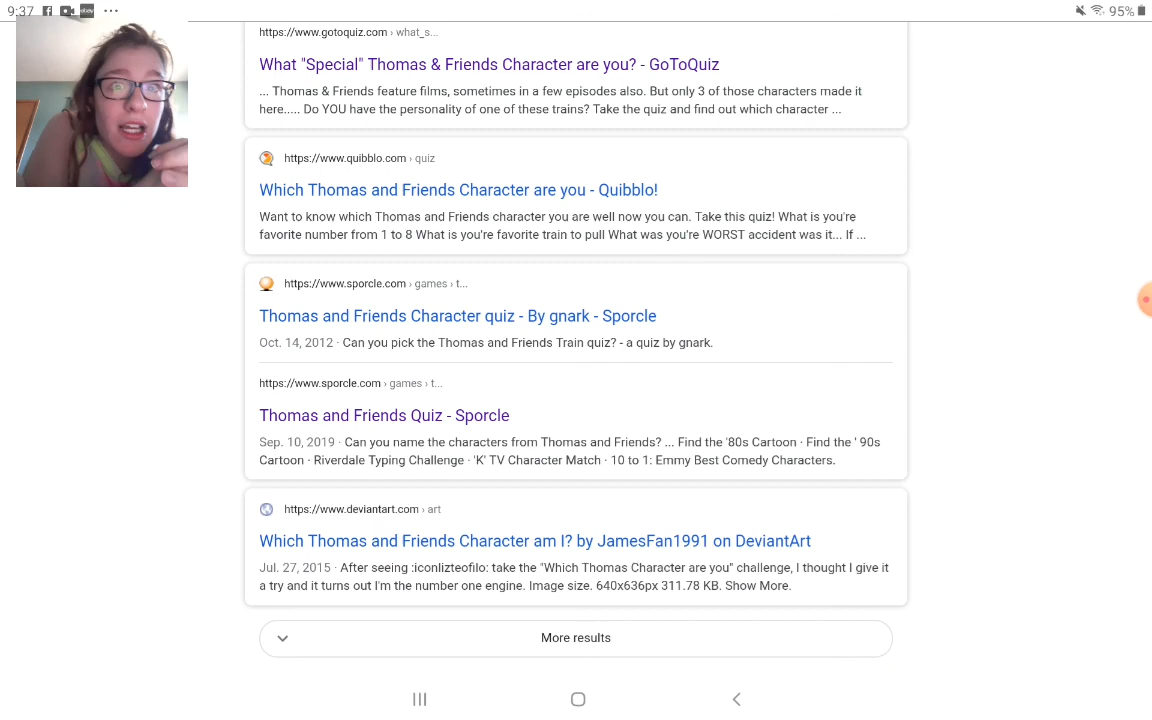 9:37 ebay ... 95%
https://www.gotoquiz.com › what_s...
What "Special" Thomas & Friends Character are you? - GoToQuiz
... Thomas & Friends feature films, sometimes in a few episodes also. But only 3 of those characters made it
here..... Do YOU have the personality of one of these trains? Take the quiz and find out which character ...
https://www.quibblo.com › quiz
Which Thomas and Friends Character are you - Quibblo!
Want to know which Thomas and Friends character you are well now you can. Take this quiz! What is you're
favorite number from 1 to 8 What is you're favorite train to pull What was you're WORST accident was it... If ...
https://www.sporcle.com › games › t...
Thomas and Friends Character quiz - By gnark - Sporcle
Oct. 14, 2012 · Can you pick the Thomas and Friends Train quiz? - a quiz by gnark.
https://www.sporcle.com › games › t...
Thomas and Friends Quiz - Sporcle
Sep. 10, 2019 · Can you name the characters from Thomas and Friends? ... Find the '80s Cartoon · Find the ' 90s
Cartoon · Riverdale Typing Challenge · 'K' TV Character Match · 10 to 1: Emmy Best Comedy Characters.
https://www.deviantart.com › art
Which Thomas and Friends Character am I? by JamesFan1991 on DeviantArt
Jul. 27, 2015 · After seeing :iconlizteofilo: take the "Which Thomas Character are you" challenge, I thought I give it
a try and it turns out I'm the number one engine. Image size. 640x636px 311.78 KB. Show More.
More results